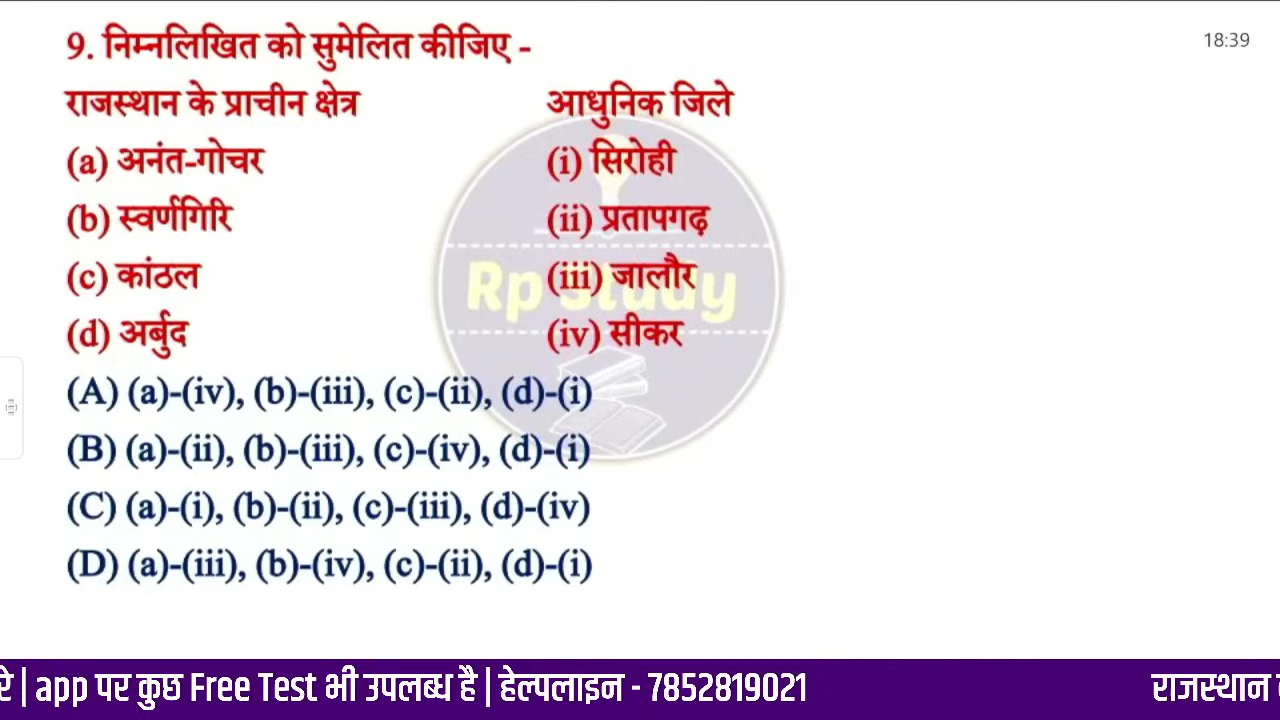 9. निम्नलिखित को सुमेलित कीजिए -
18:39
राजस्थान के प्राचीन क्षेत्र आधुनिक जिले
(a) अनंत-गोचर (i) सिरोही
(b) स्वर्णगिरि (ii) प्रतापगढ़
(c) कांठल (iii) जालौर
(d) अर्बुद (iv) सीकर
Rp Study
(A) (a)-(iv), (b)-(iii), (c)-(ii), (d)-(i)
(B) (a)-(ii), (b)-(iii), (c)-(iv), (d)-(i)
(C) (a)-(i), (b)-(ii), (c)-(iii), (d)-(iv)
(D) (a)-(iii), (b)-(iv), (c)-(ii), (d)-(i)
रे | app पर कुछ Free Test भी उपलब्ध है | हेल्पलाइन - 7852819021 राजस्थान